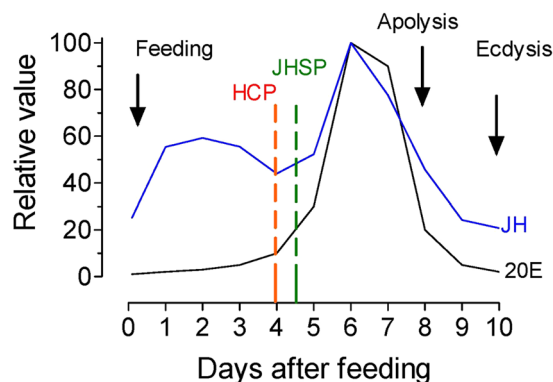 Apolysis
Feeding
Ecdysis
JHSP
HCP
Relative value
100
80
60
40
20
0
JH
20E
0 1 2 3 4 5 6 7 8 9 10
Days after feeding